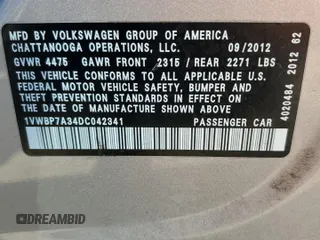 MFD BY VOLKSWAGEN GROUP OF AMERICA
CHATTANOOGA OPERATIONS, LLC. 09/2012
GVWR 4475 GAWR FRONT 2315 / REAR 2271 LBS
THIS VEHICLE CONFORMS TO ALL APPLICABLE U.S.
FEDERAL MOTOR VEHICLE SAFETY, BUMPER AND
THEFT PREVENTION STANDARDS IN EFFECT ON THE
DATE OF MANUFACTURE SHOWN ABOVE.
1VWBP7A34DC042341 PASSENGER CAR
4020484 2012 62
© DREAMBID